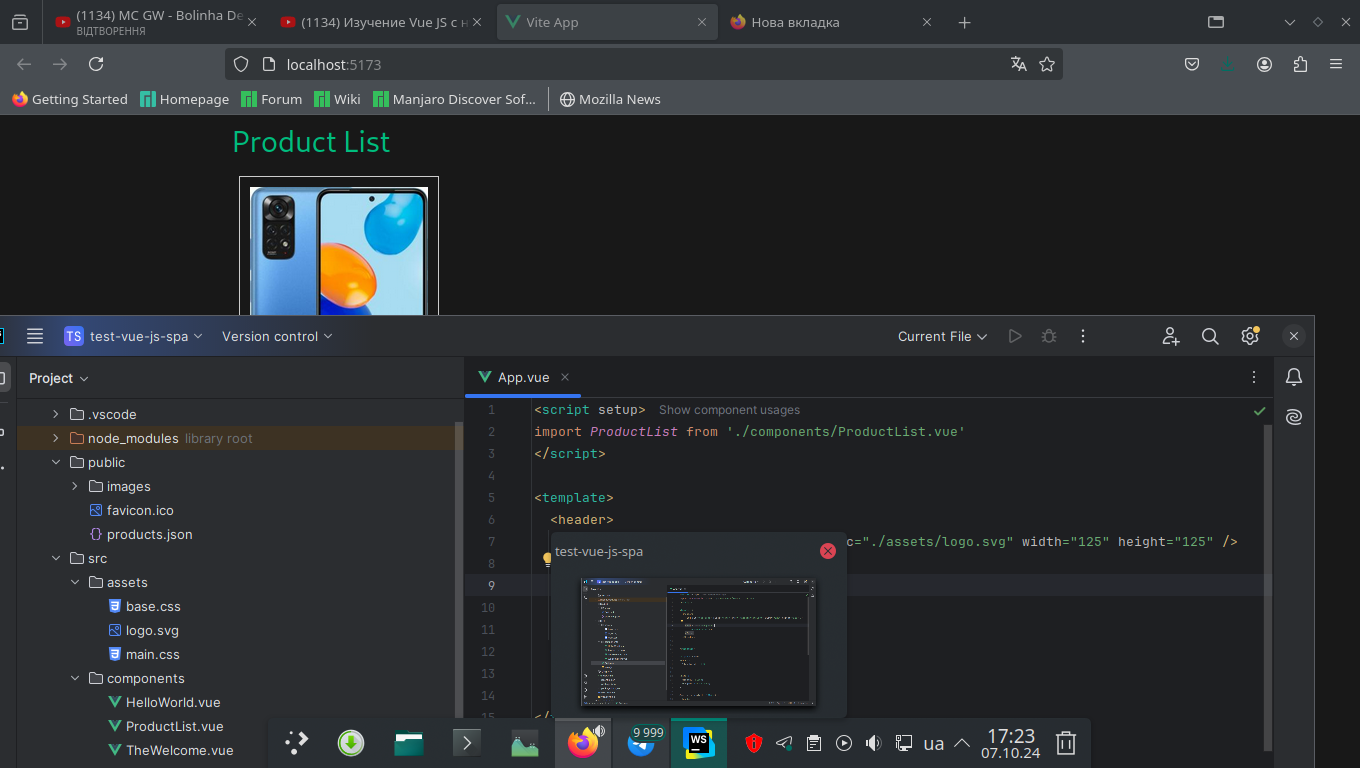 (1134) MC GW - Bolinha De
ВІДТВОРЕННЯ
(1134) Изучение Vue JS с н
Vite App
Нова вкладка
localhost:5173
Getting Started
Homepage
Forum
Wiki
Manjaro Discover Sof...
Mozilla News
Product List
TS
test-vue-js-spa
Version control
Current File
Project
App.vue
.vscode
node_modules library root
public
images
favicon.ico
products.json
src
assets
base.css
logo.svg
main.css
components
HelloWorld.vue
ProductList.vue
TheWelcome.vue
1 <script setup> Show component usages
2 import ProductList from './components/ProductList.vue'
3 </script>
4
5 <template>
6 <header>
7 c="./assets/logo.svg" width="125" height="125" />
8
9
10
11
12
13
14
15 </
test-vue-js-spa
9 999
WS
ua
17:23
07.10.24